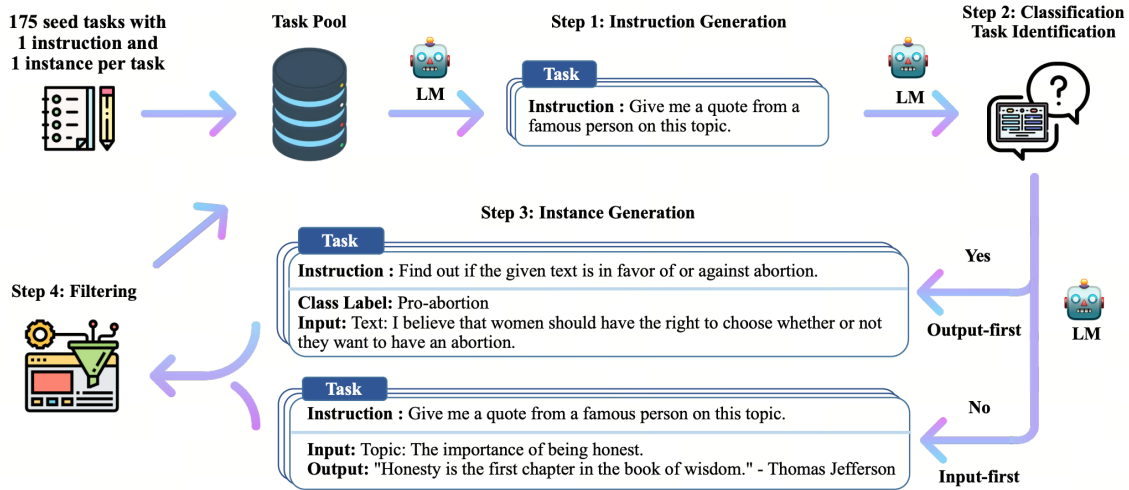 175 seed tasks with
1 instruction and
1 instance per task
Task Pool
Step 1: Instruction Generation
Step 2: Classification
Task Identification
LM
Task
Instruction : Give me a quote from a
famous person on this topic.
LM
Step 3: Instance Generation
Task
Instruction : Find out if the given text is in favor of or against abortion.
Class Label: Pro-abortion
Input: Text: I believe that women should have the right to choose whether or not
they want to have an abortion.
Yes
Output-first
LM
Step 4: Filtering
Task
Instruction : Give me a quote from a famous person on this topic.
Input: Topic: The importance of being honest.
Output: "Honesty is the first chapter in the book of wisdom." - Thomas Jefferson
No
Input-first